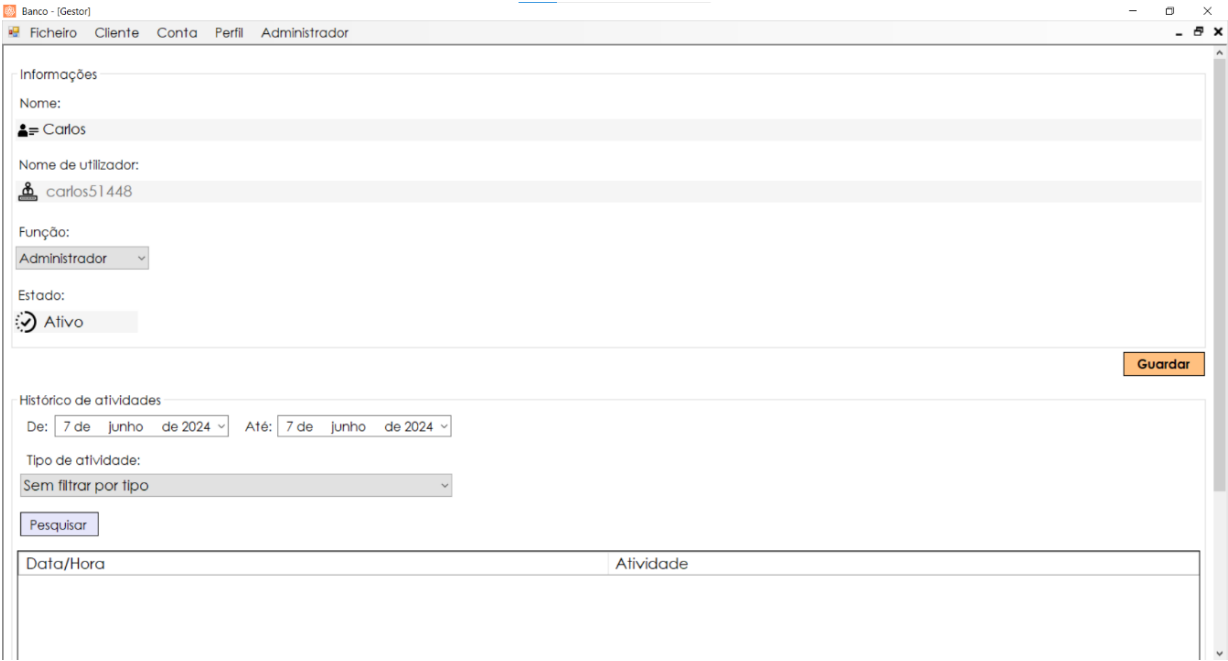 Banco - [Gestor]
Ficheiro Cliente Conta Perfil Administrador
Informações
Nome:
Carlos
Nome de utilizador:
carlos51448
Função:
Administrador
Estado:
Ativo
Guardar
Histórico de atividades
De: 7 de junho de 2024 Até: 7 de junho de 2024
Tipo de atividade:
Sem filtrar por tipo
Pesquisar
Data/Hora Atividade